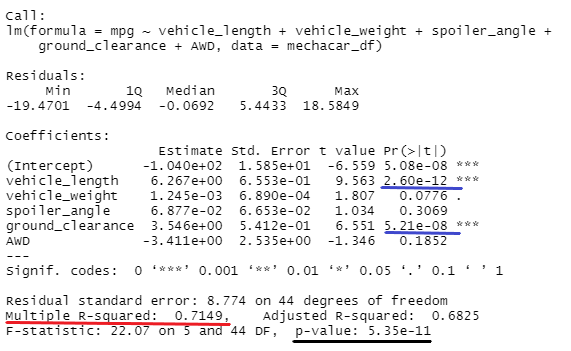 Call:
lm(formula = mpg ~ vehicle_length + vehicle_weight + spoiler_angle +
    ground_clearance + AWD, data = mechacar_df)

Residuals:
     Min       1Q   Median       3Q      Max
-19.4701  -4.4994  -0.0692   5.4433  18.5849

Coefficients:
                   Estimate Std. Error t value Pr(>|t|)
(Intercept)      -1.040e+02  1.585e+01  -6.559 5.08e-08 ***
vehicle_length    6.267e+00  6.553e-01   9.563 2.60e-12 ***
vehicle_weight    1.245e-03  6.890e-04   1.807   0.0776 .
spoiler_angle     6.877e-02  6.653e-02   1.034   0.3069
ground_clearance  3.546e+00  5.412e-01   6.551 5.21e-08 ***
AWD              -3.411e+00  2.535e+00  -1.346   0.1852
---
Signif. codes:  0 ‘***’ 0.001 ‘**’ 0.01 ‘*’ 0.05 ‘.’ 0.1 ‘ ’ 1

Residual standard error: 8.774 on 44 degrees of freedom
Multiple R-squared:  0.7149,	Adjusted R-squared:  0.6825
F-statistic: 22.07 on 5 and 44 DF,  p-value: 5.35e-11